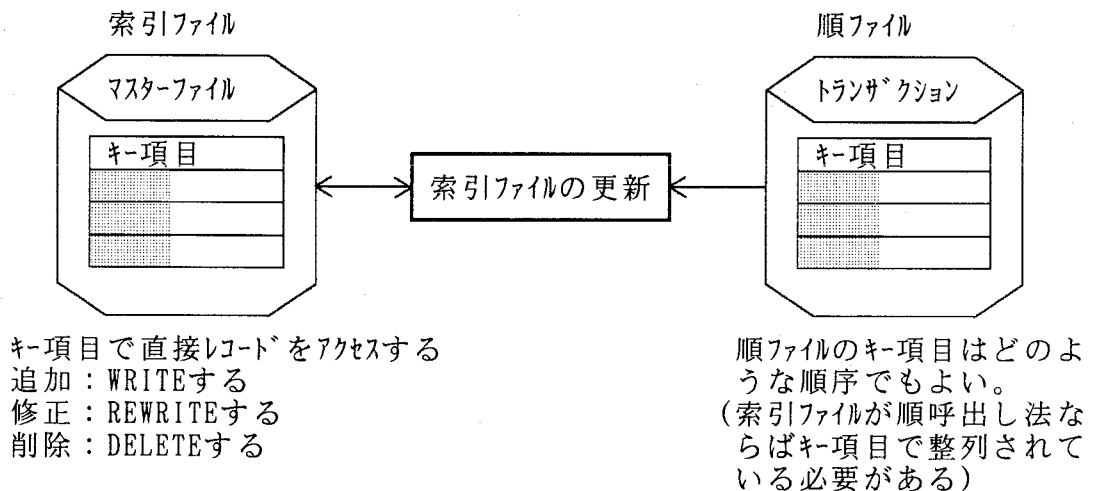 索引ファイル
マスターファイル
キー項目
索引ファイルの更新
順ファイル
トランザクション
キー項目
キー項目で直接レコードをアクセスする
追加：WRITEする
修正：REWRITEする
削除：DELETEする
順ファイルのキー項目はどのよ
うな順序でもよい。
（索引ファイルが順呼出し法な
らばキー項目で整列されて
いる必要がある）